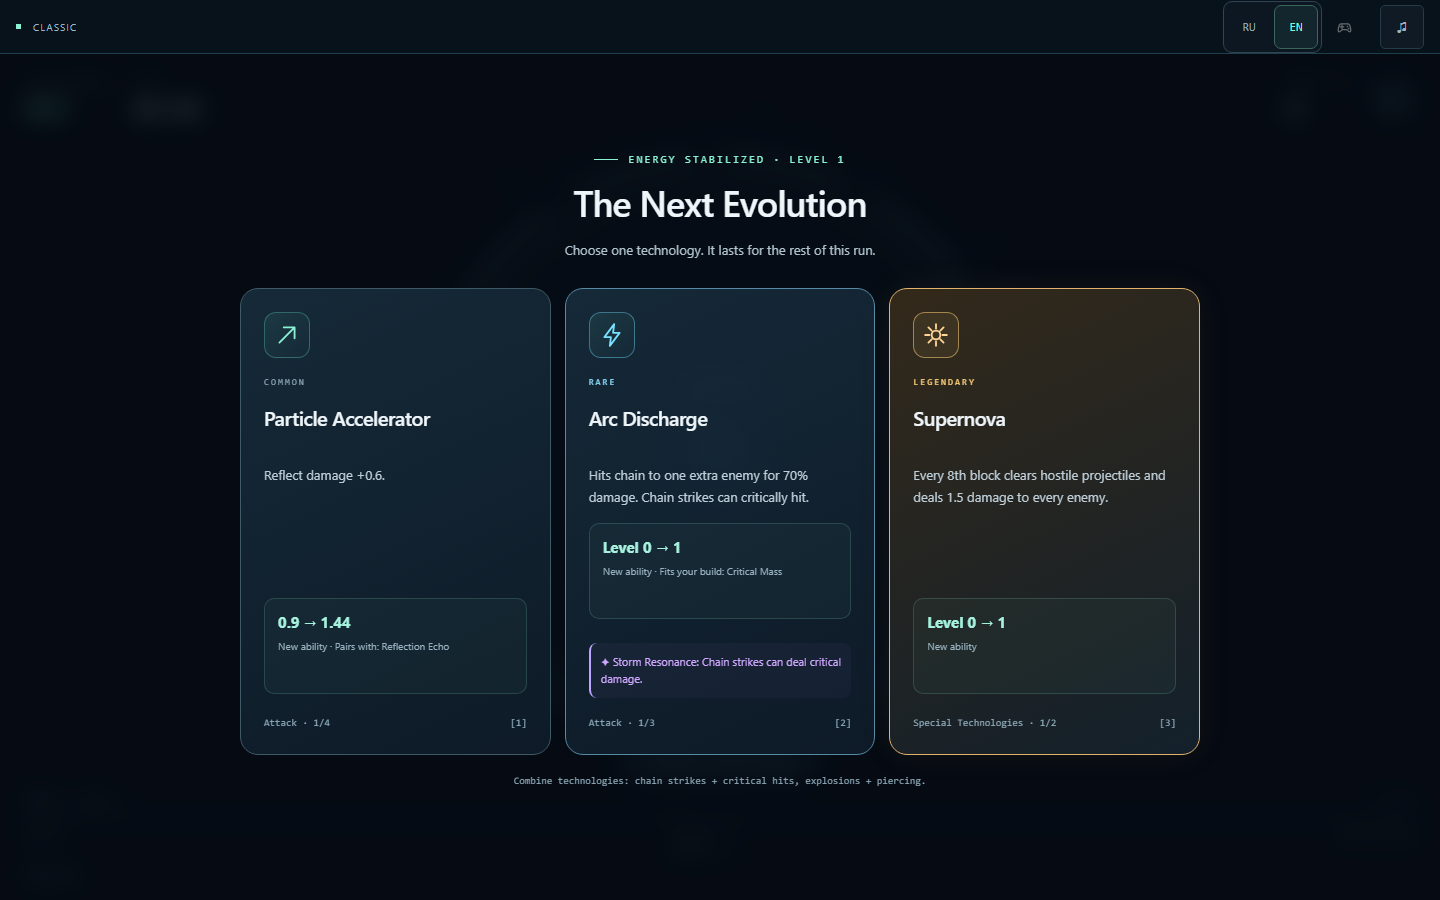 CLASSIC
RU
EN
ENERGY STABILIZED · LEVEL 1
The Next Evolution
Choose one technology. It lasts for the rest of this run.
COMMON
Particle Accelerator
Reflect damage +0.6.
0.9 → 1.44
New ability · Pairs with: Reflection Echo
Attack · 1/4
[1]
RARE
Arc Discharge
Hits chain to one extra enemy for 70%
damage. Chain strikes can critically hit.
Level 0 → 1
New ability · Fits your build: Critical Mass
✦ Storm Resonance: Chain strikes can deal critical
damage.
Attack · 1/3
[2]
LEGENDARY
Supernova
Every 8th block clears hostile projectiles and
deals 1.5 damage to every enemy.
Level 0 → 1
New ability
Special Technologies · 1/2
[3]
Combine technologies: chain strikes + critical hits, explosions + piercing.